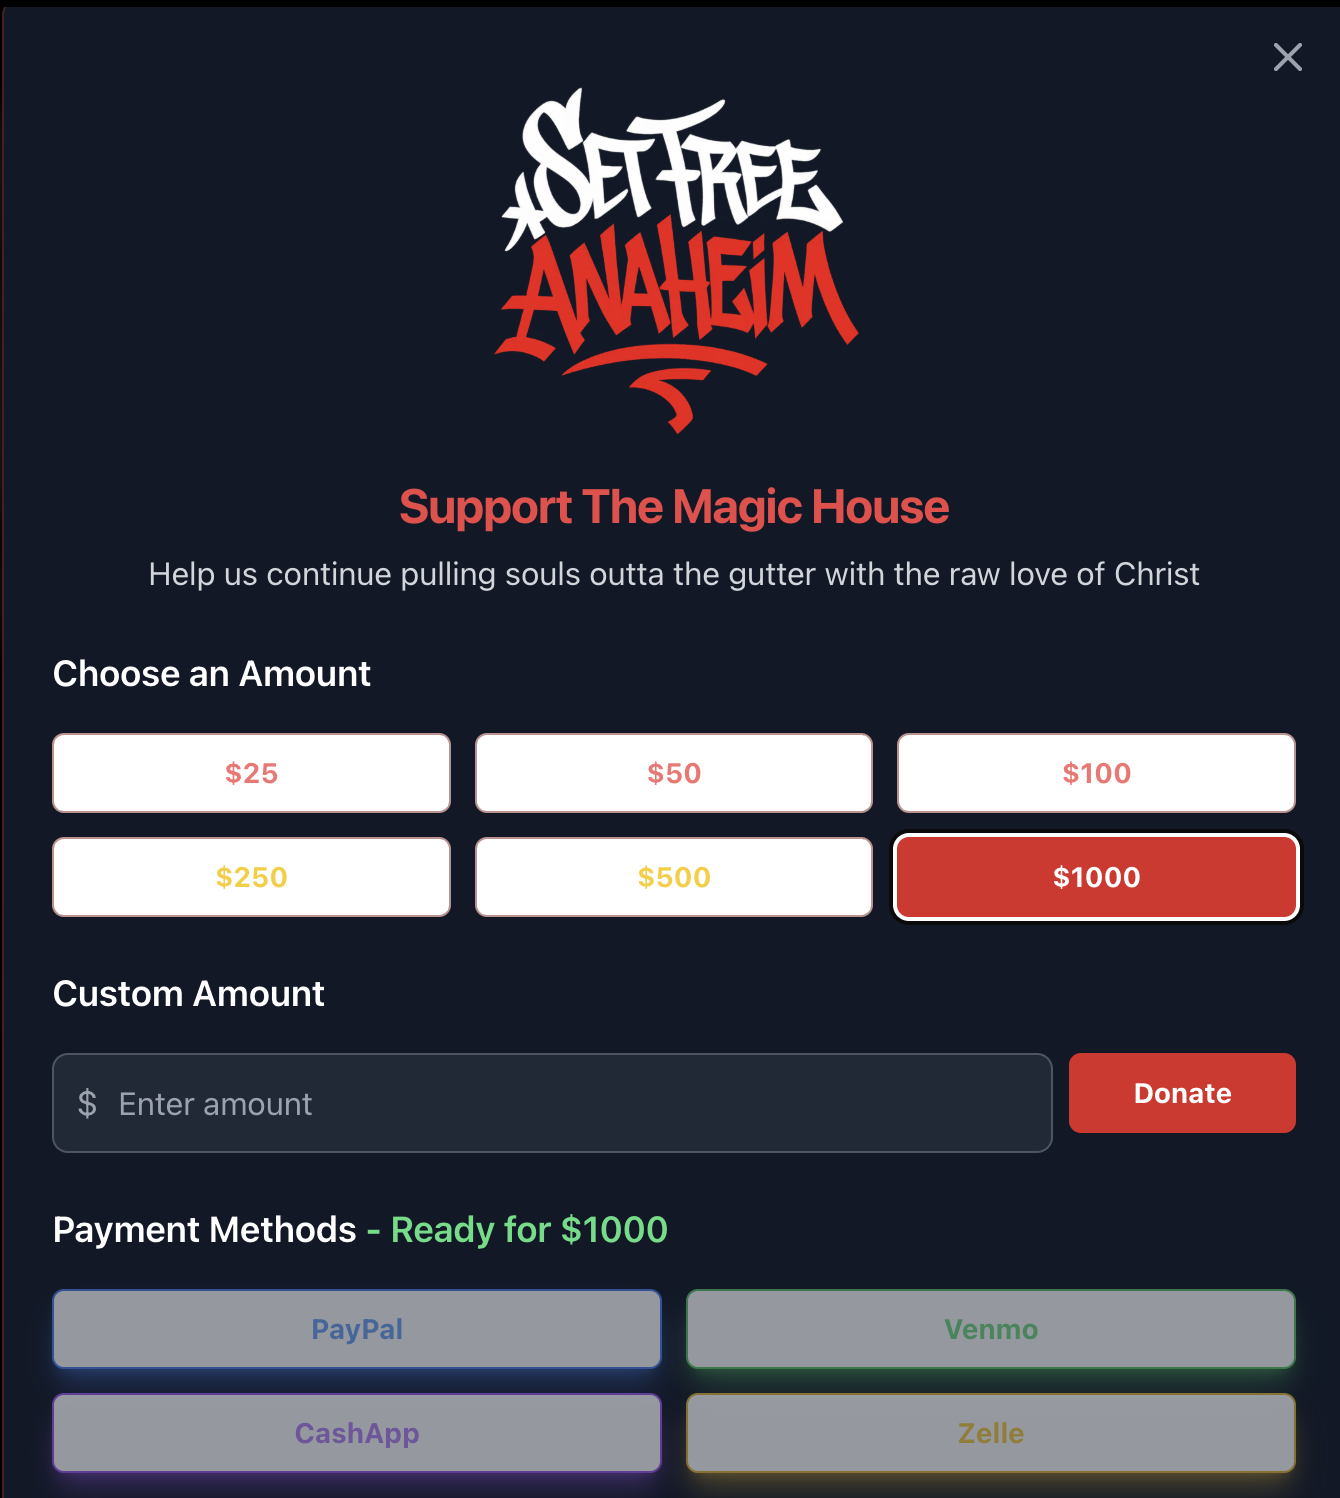 Set Free
Anaheim
Support The Magic House
Help us continue pulling souls outta the gutter with the raw love of Christ
Choose an Amount
$25 $50 $100
$250 $500 $1000
Custom Amount
$ Enter amount Donate
Payment Methods - Ready for $1000
PayPal Venmo
CashApp Zelle